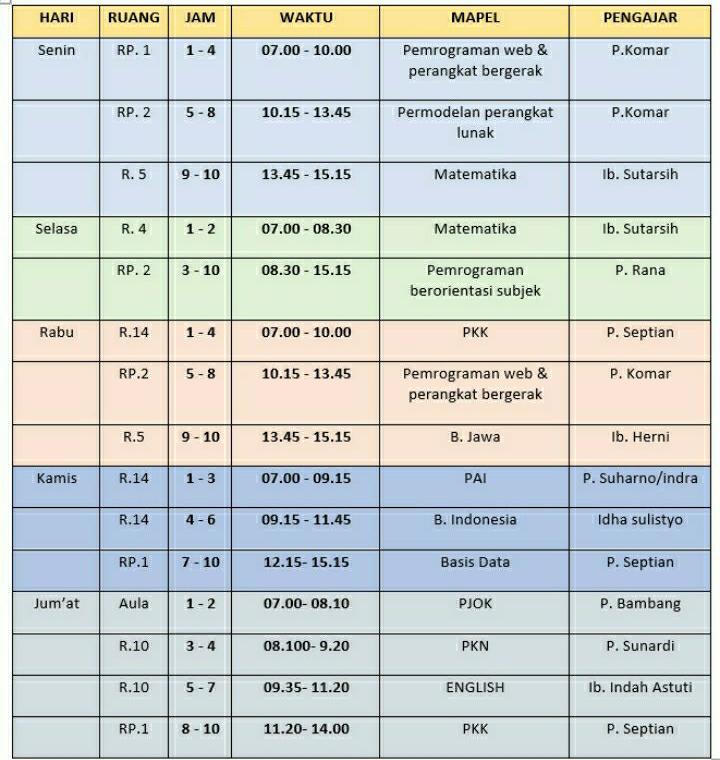 HARI RUANG JAM WAKTU MAPEL PENGAJAR
Senin RP. 1 1 - 4 07.00 - 10.00 Pemrograman web & P.Komar
perangkat bergerak
RP. 2 5 - 8 10.15 - 13.45 Permodelan perangkat P.Komar
lunak
R. 5 9 - 10 13.45 - 15.15 Matematika Ib. Sutarsih
Selasa R. 4 1 - 2 07.00 - 08.30 Matematika Ib. Sutarsih
RP. 2 3 - 10 08.30 - 15.15 Pemrograman P. Rana
berorientasi subjek
Rabu R.14 1 - 4 07.00 - 10.00 PKK P. Septian
RP.2 5 - 8 10.15 - 13.45 Pemrograman web & P. Komar
perangkat bergerak
R.5 9 - 10 13.45 - 15.15 B. Jawa Ib. Herni
Kamis R.14 1 - 3 07.00 - 09.15 PAI P. Suharno/indra
R.14 4 - 6 09.15 - 11.45 B. Indonesia Idha sulistyo
RP.1 7 - 10 12.15- 15.15 Basis Data P. Septian
Jum'at Aula 1 - 2 07.00- 08.10 PJOK P. Bambang
R.10 3 - 4 08.100- 9.20 PKN P. Sunardi
R.10 5 - 7 09.35- 11.20 ENGLISH Ib. Indah Astuti
RP.1 8 - 10 11.20- 14.00 PKK P. Septian